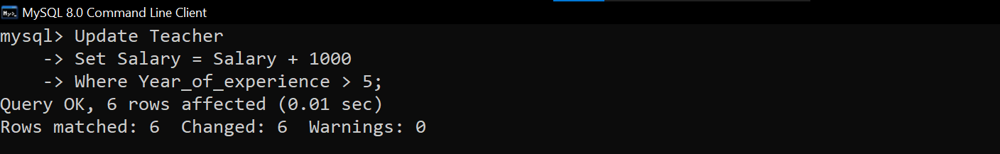 MySQL 8.0 Command Line Client
mysql> Update Teacher
    -> Set Salary = Salary + 1000
    -> Where Year_of_experience > 5;
Query OK, 6 rows affected (0.01 sec)
Rows matched: 6  Changed: 6  Warnings: 0